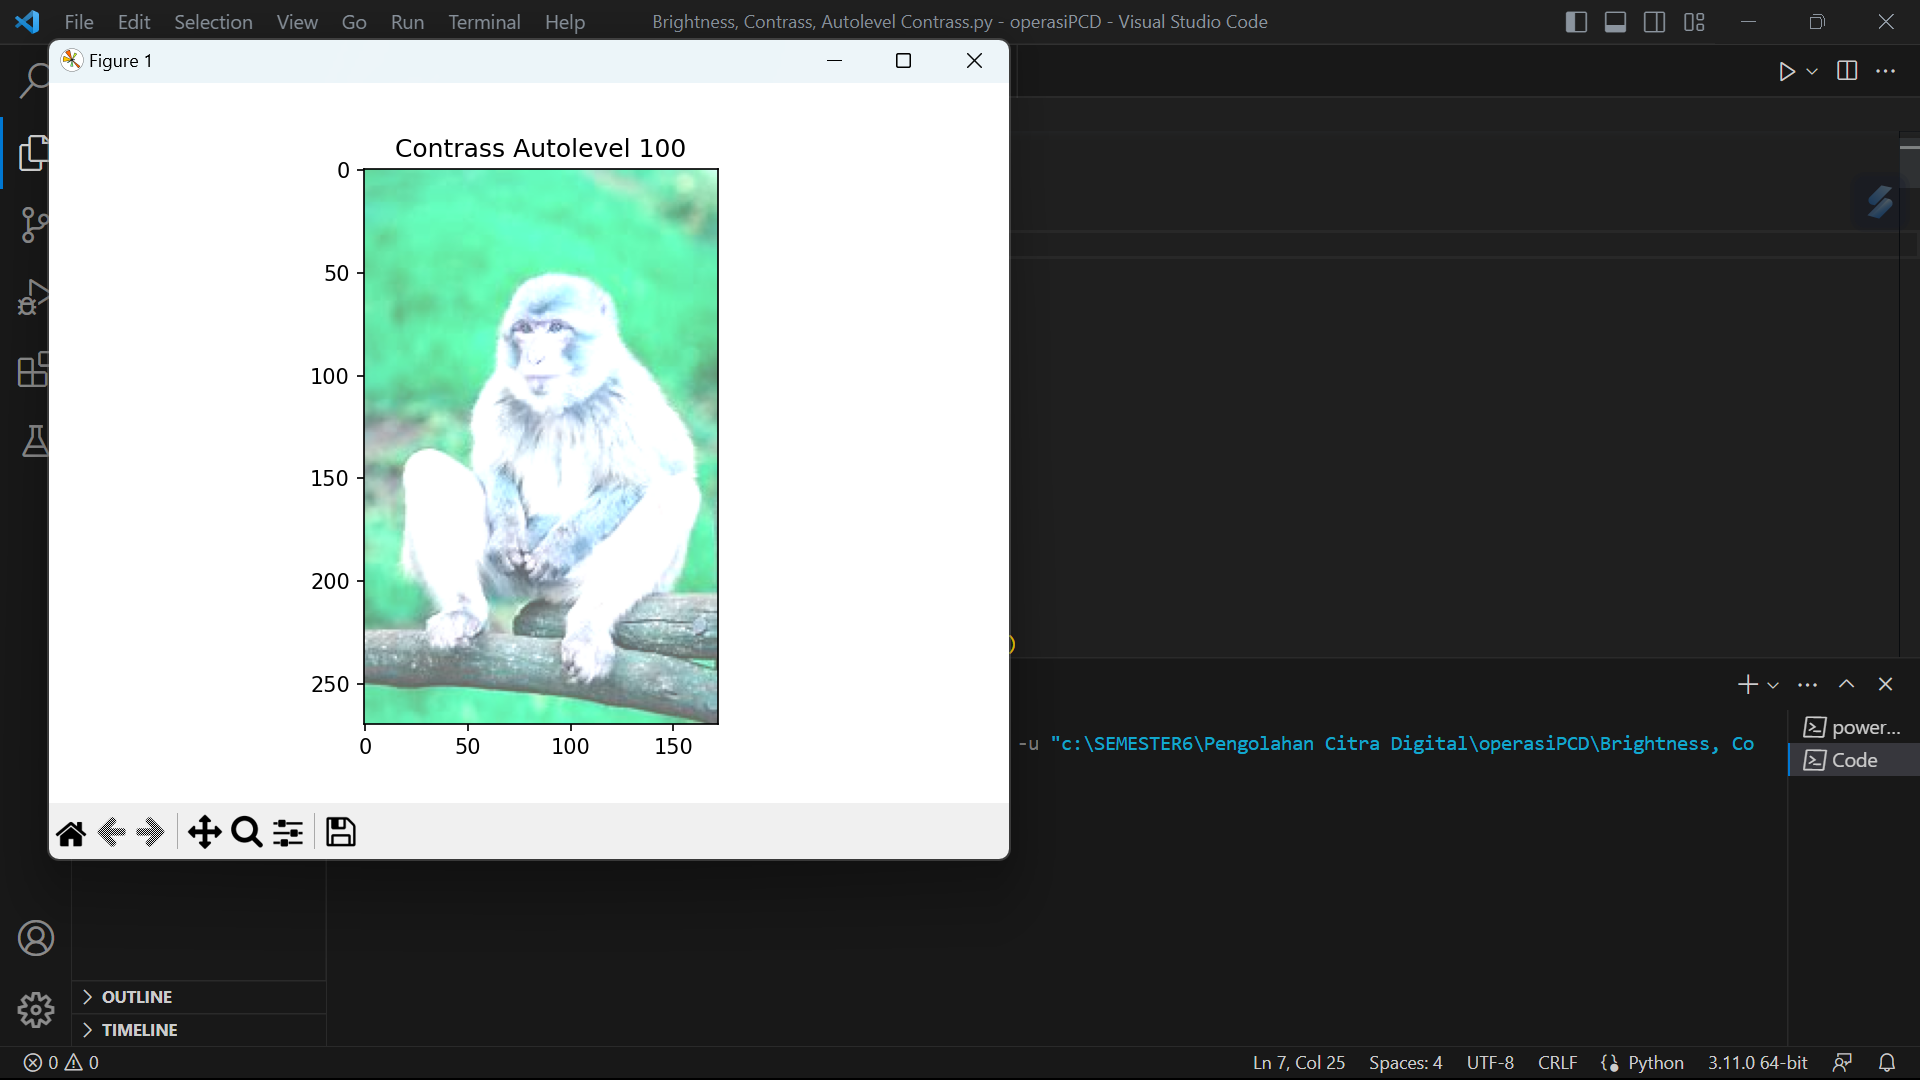 File Edit Selection View Go Run Terminal Help
Brightness, Contrass, Autolevel Contrass.py - operasiPCD - Visual Studio Code
Figure 1
Contrass Autolevel 100
0
50
100
150
200
250
0 50 100 150
)
-u "c:\SEMESTER6\Pengolahan Citra Digital\operasiPCD\Brightness, Co
power...
Code
OUTLINE
TIMELINE
0 0
Ln 7, Col 25 Spaces: 4 UTF-8 CRLF Python 3.11.0 64-bit